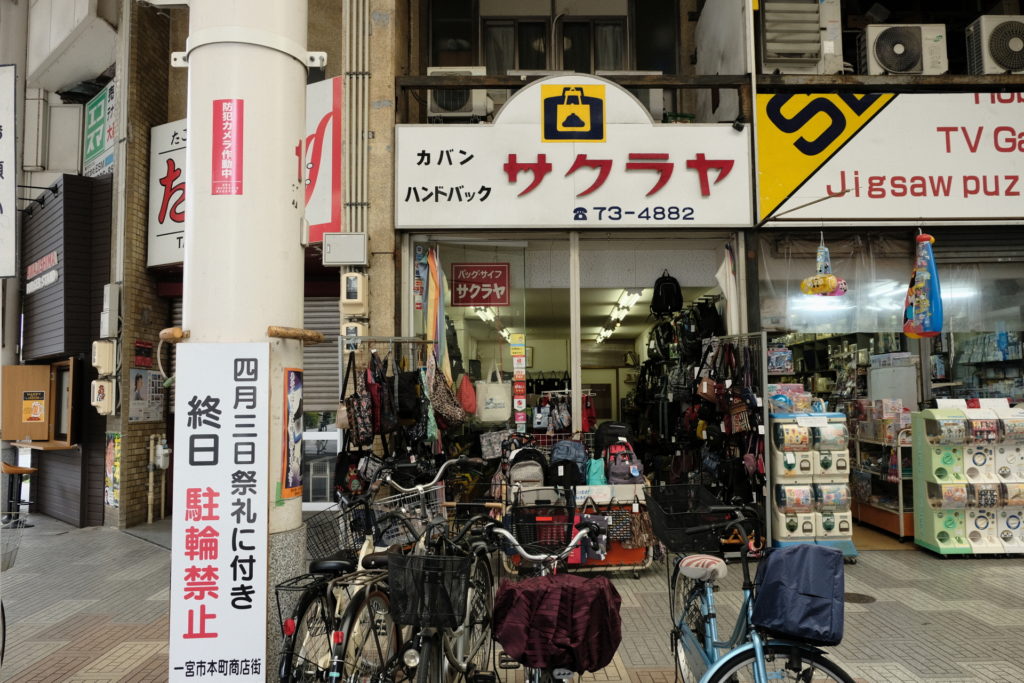 防犯カメラ作動中
エコ
カバン
ハンドバック
サクラヤ
☎73-4882
バッグ・サイフ
サクラヤ
TV Ga
Jigsaw puz
四月三日祭礼に付き
終日 駐輪禁止
一宮市本町商店街